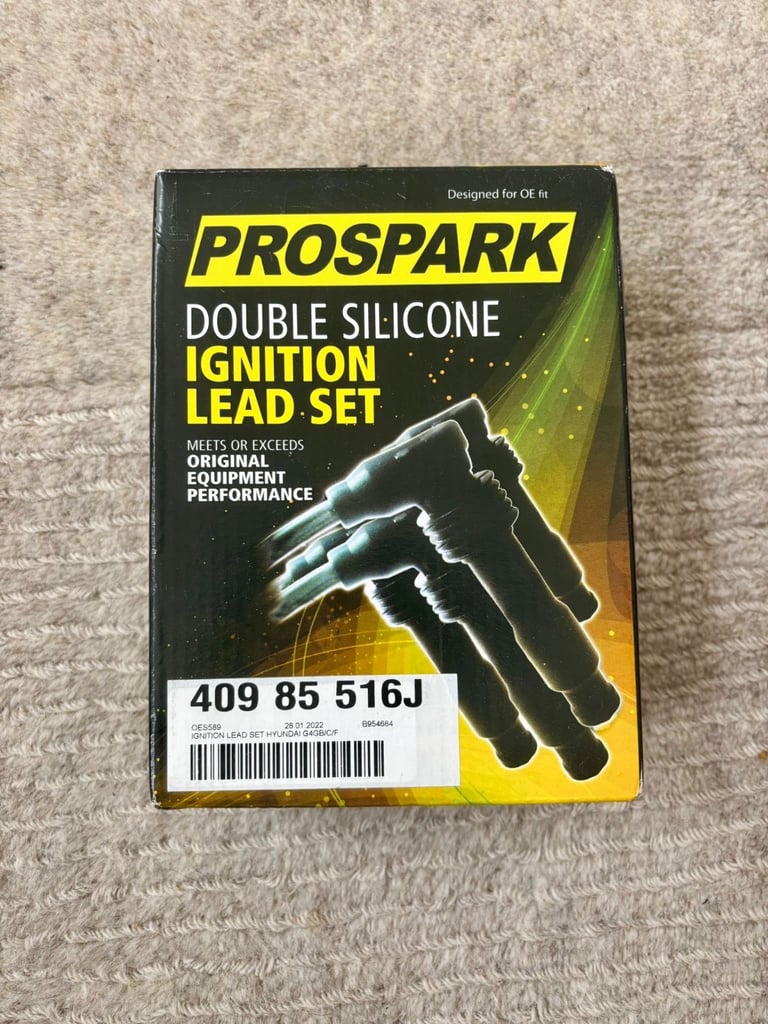 Designed for OE fit
PROSPARK
DOUBLE SILICONE
IGNITION
LEAD SET
MEETS OR EXCEEDS
ORIGINAL
EQUIPMENT
PERFORMANCE
409 85 516J
OES589 28.01.2022 B954684
IGNITION LEAD SET HYUNDAI G4GB/C/F